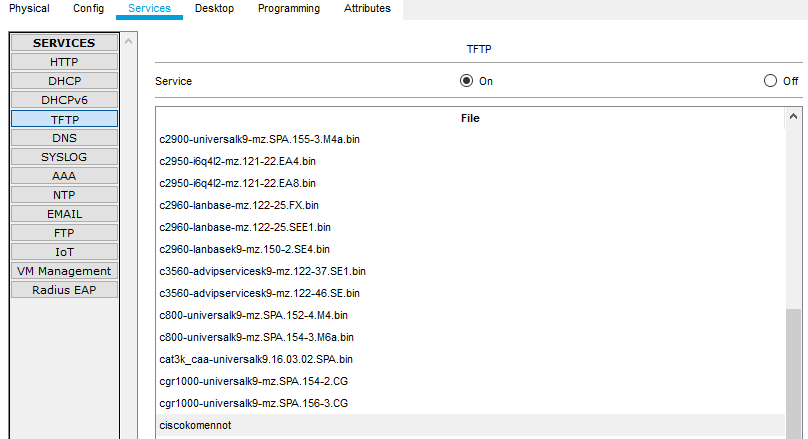 Physical Config Services Desktop Programming Attributes
SERVICES
HTTP
DHCP
DHCPv6
TFTP
DNS
SYSLOG
AAA
NTP
EMAIL
FTP
IoT
VM Management
Radius EAP
TFTP
Service On Off
File
c2900-universalk9-mz.SPA.155-3.M4a.bin
c2950-i6q4l2-mz.121-22.EA4.bin
c2950-i6q4l2-mz.121-22.EA8.bin
c2960-lanbase-mz.122-25.FX.bin
c2960-lanbase-mz.122-25.SEE1.bin
c2960-lanbasek9-mz.150-2.SE4.bin
c3560-advipservicesk9-mz.122-37.SE1.bin
c3560-advipservicesk9-mz.122-46.SE.bin
c800-universalk9-mz.SPA.152-4.M4.bin
c800-universalk9-mz.SPA.154-3.M6a.bin
cat3k_caa-universalk9.16.03.02.SPA.bin
cgr1000-universalk9-mz.SPA.154-2.CG
cgr1000-universalk9-mz.SPA.156-3.CG
ciscokomennot